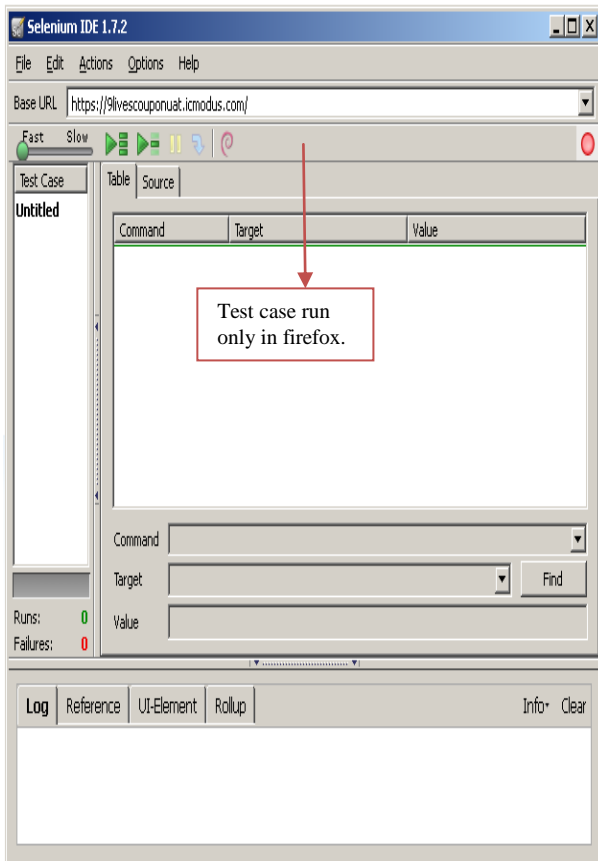 Selenium IDE 1.7.2
File Edit Actions Options Help
Base URL https://9livescouponuat.icmodus.com/
Fast Slow
Test Case
Untitled
Table Source
Command Target Value
Test case run
only in firefox.
Command
Target Find
Value
Runs: 0
Failures: 0
Log Reference UI-Element Rollup Info Clear